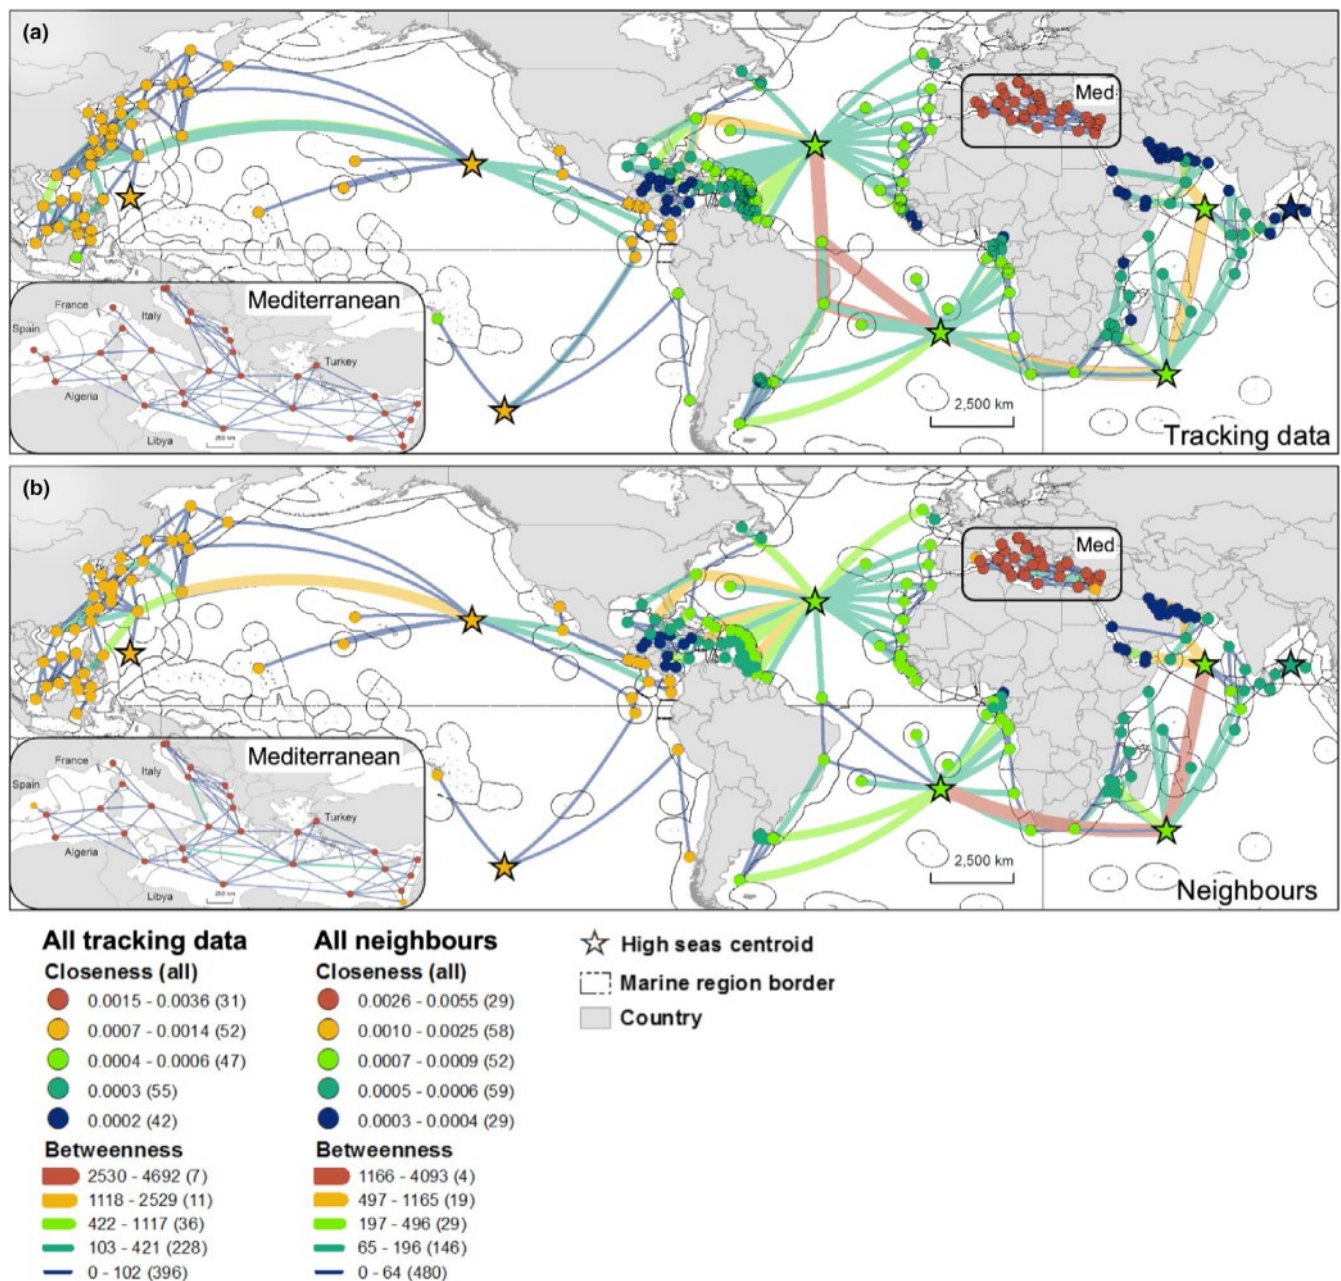 (a)
Med
Mediterranean
France
Italy
Spain
Turkey
Algeria
Libya
200 km
2,500 km
Tracking data
(b)
Med
Mediterranean
France
Italy
Spain
Turkey
Algeria
Libya
200 km
2,500 km
Neighbours
All tracking data
Closeness (all)
0.0015 - 0.0036 (31)
0.0007 - 0.0014 (52)
0.0004 - 0.0006 (47)
0.0003 (55)
0.0002 (42)
Betweenness
2530 - 4692 (7)
1118 - 2529 (11)
422 - 1117 (36)
103 - 421 (228)
0 - 102 (396)
All neighbours
Closeness (all)
0.0026 - 0.0055 (29)
0.0010 - 0.0025 (58)
0.0007 - 0.0009 (52)
0.0005 - 0.0006 (59)
0.0003 - 0.0004 (29)
Betweenness
1166 - 4093 (4)
497 - 1165 (19)
197 - 496 (29)
65 - 196 (146)
0 - 64 (480)
High seas centroid
Marine region border
Country